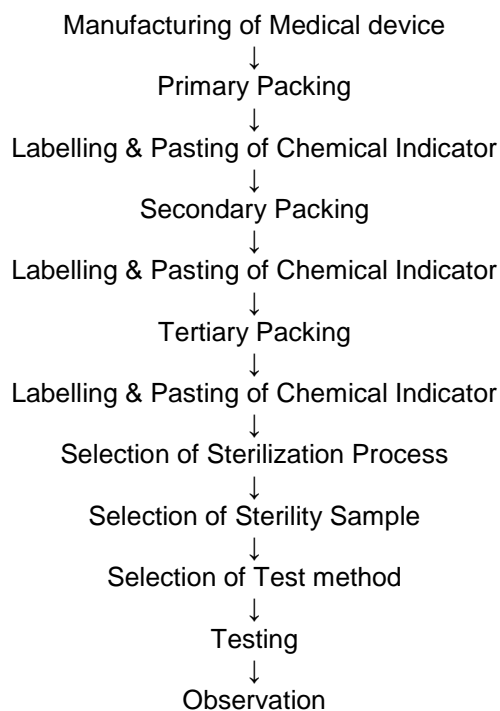 Manufacturing of Medical device
↓
Primary Packing
↓
Labelling & Pasting of Chemical Indicator
↓
Secondary Packing
↓
Labelling & Pasting of Chemical Indicator
↓
Tertiary Packing
↓
Labelling & Pasting of Chemical Indicator
↓
Selection of Sterilization Process
↓
Selection of Sterility Sample
↓
Selection of Test method
↓
Testing
↓
Observation